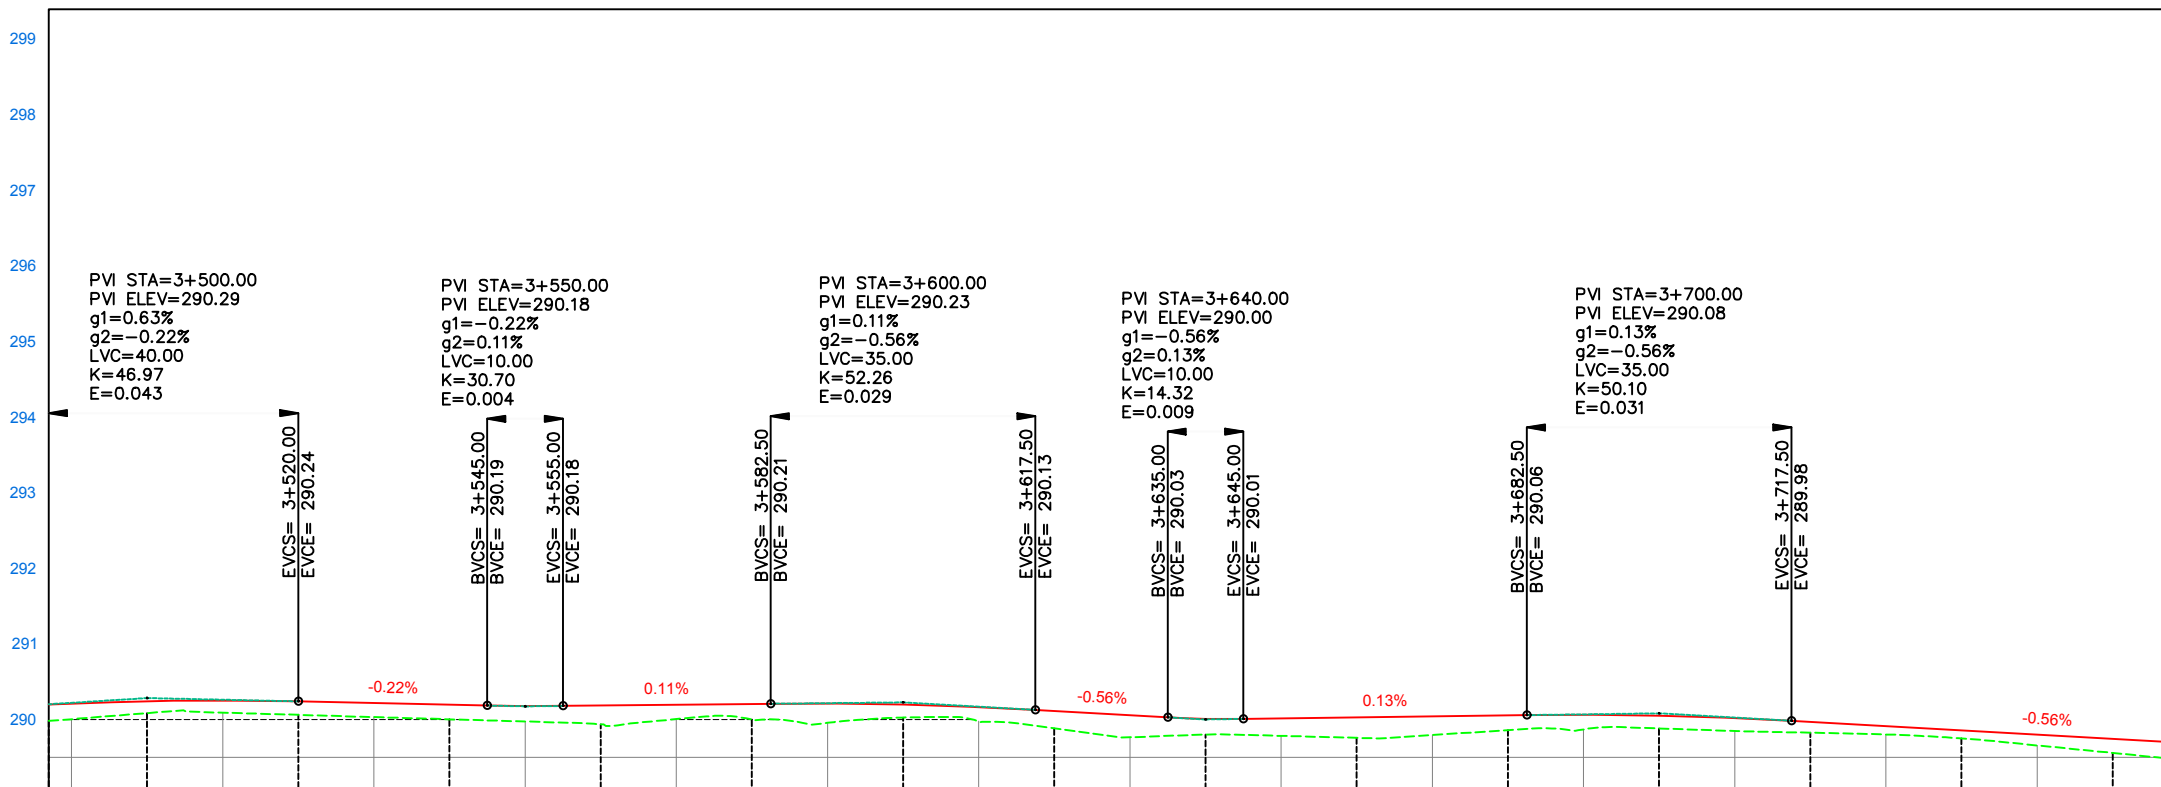 299
298
297
296
295
294
293
292
291
290
PVI STA=3+500.00
PVI ELEV=290.29
g1=0.63%
g2=-0.22%
LVC=40.00
K=46.97
E=0.043
EVCS= 3+520.00
EVCE= 290.24
-0.22%
PVI STA=3+550.00
PVI ELEV=290.18
g1=-0.22%
g2=0.11%
LVC=10.00
K=30.70
E=0.004
BVCS= 3+545.00
BVCE= 290.19
EVCS= 3+555.00
EVCE= 290.18
0.11%
PVI STA=3+600.00
PVI ELEV=290.23
g1=0.11%
g2=-0.56%
LVC=35.00
K=52.26
E=0.029
BVCS= 3+582.50
BVCE= 290.21
EVCS= 3+617.50
EVCE= 290.13
-0.56%
PVI STA=3+640.00
PVI ELEV=290.00
g1=-0.56%
g2=0.13%
LVC=10.00
K=14.32
E=0.009
BVCS= 3+635.00
BVCE= 290.03
EVCS= 3+645.00
EVCE= 290.01
0.13%
PVI STA=3+700.00
PVI ELEV=290.08
g1=0.13%
g2=-0.56%
LVC=35.00
K=50.10
E=0.031
BVCS= 3+682.50
BVCE= 290.06
EVCS= 3+717.50
EVCE= 289.98
-0.56%